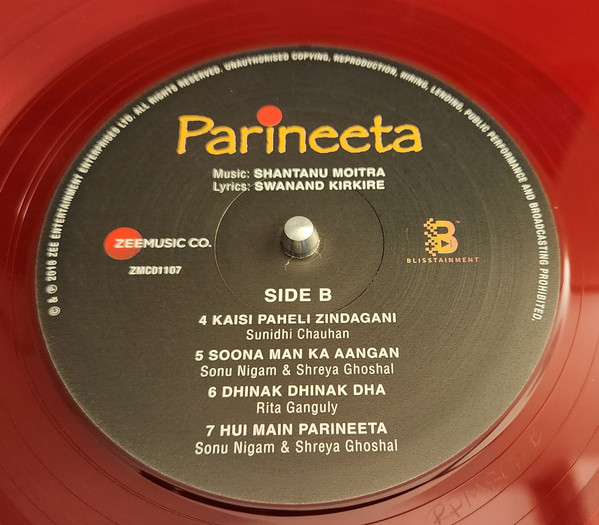 ℗ & © 2018 ZEE ENTERTAINMENT ENTERPRISES LTD. ALL RIGHTS RESERVED. UNAUTHORISED COPYING, REPRODUCTION, HIRING, LENDING, PUBLIC PERFORMANCE AND BROADCASTING PROHIBITED.
Parineeta
Music: SHANTANU MOITRA
Lyrics: SWANAND KIRKIRE
ZEE MUSIC CO.
ZMC01107
B
BLISSTAINMENT
SIDE B
4 KAISI PAHELI ZINDAGANI
Sunidhi Chauhan
5 SOONA MAN KA AANGAN
Sonu Nigam & Shreya Ghoshal
6 DHINAK DHINAK DHA
Rita Ganguly
7 HUI MAIN PARINEETA
Sonu Nigam & Shreya Ghoshal